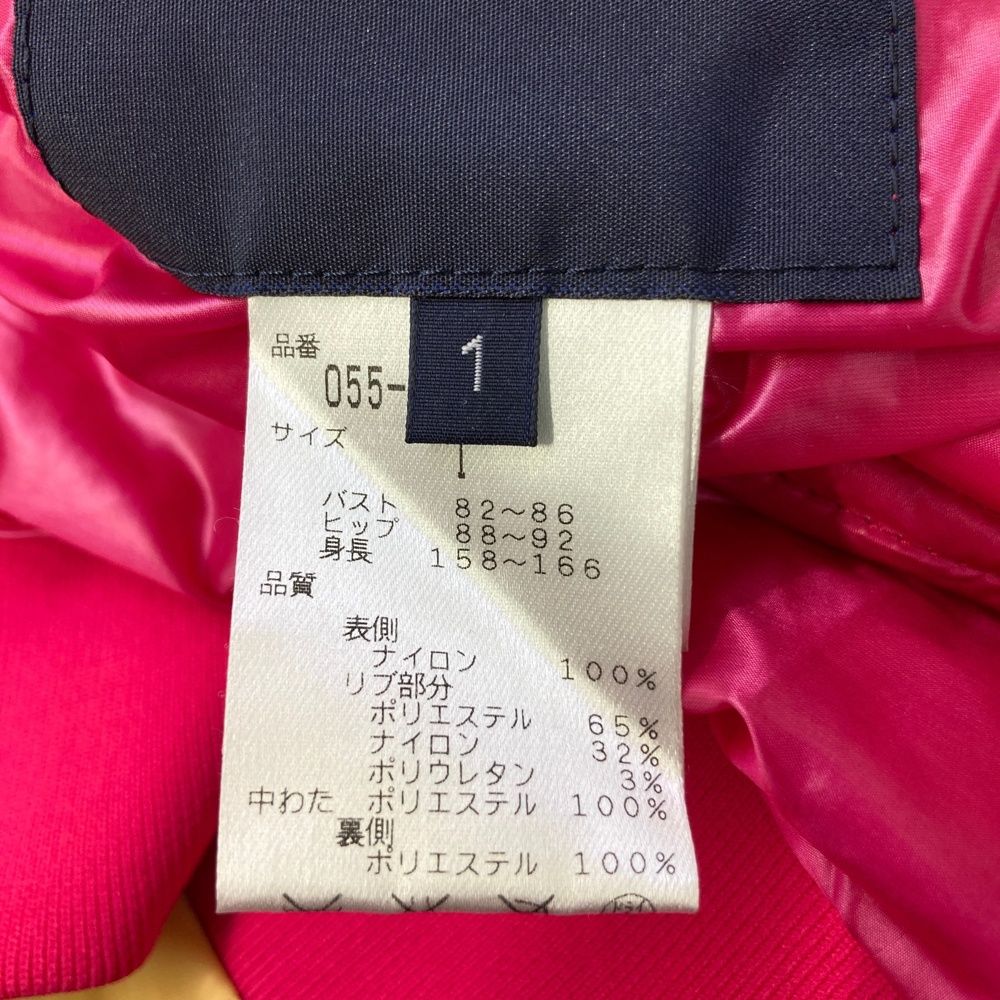 1
品番
055-
サイズ
バスト 82～86
ヒップ 88～92
身長 158～166
品質
表側
ナイロン 100%
リブ部分
ポリエステル 65%
ナイロン 32%
ポリウレタン 3%
中わた ポリエステル 100%
裏側
ポリエステル 100%
ドライ